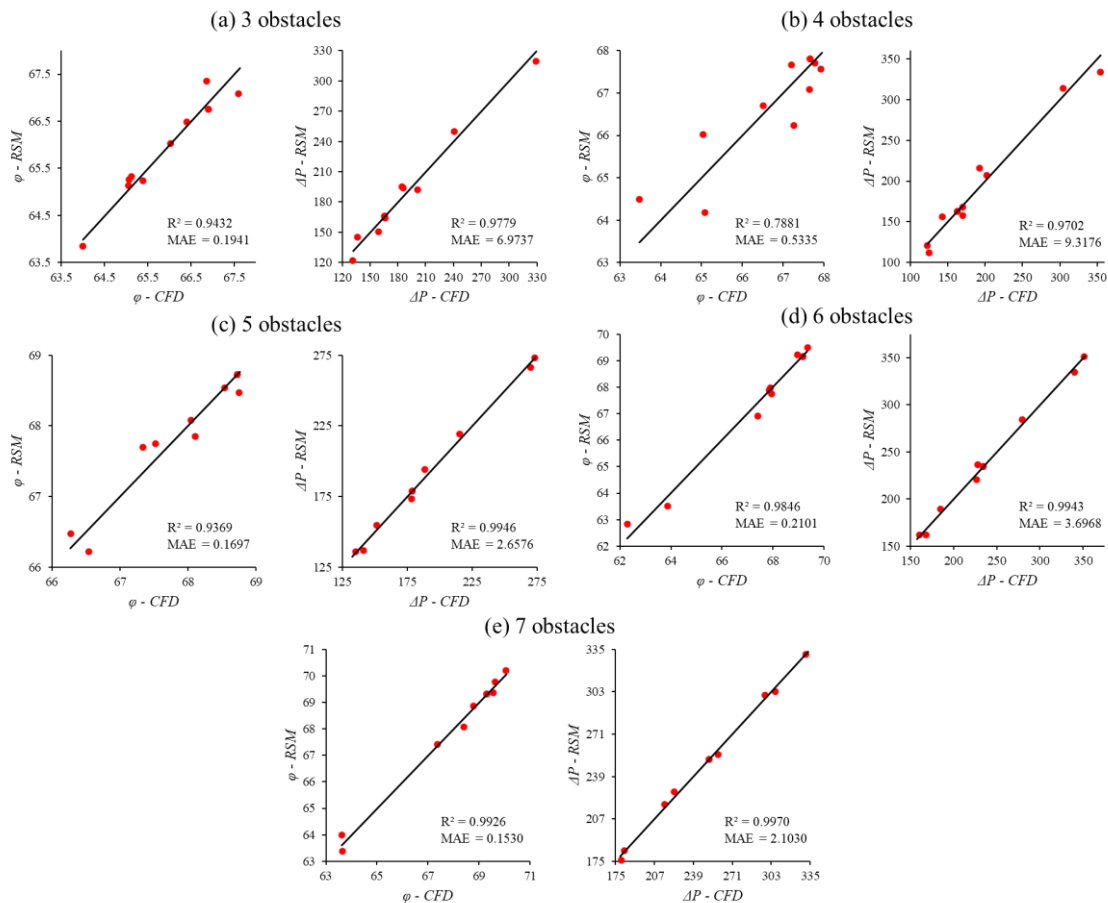 (a) 3 obstacles
φ - RSM
67.5
66.5
65.5
64.5
63.5
63.5 64.5 65.5 66.5 67.5
φ - CFD
R² = 0.9432
MAE = 0.1941
ΔP - RSM
330
290
250
210
170
130
120
120 150 180 210 240 270 300 330
ΔP - CFD
R² = 0.9779
MAE = 6.9737
(b) 4 obstacles
φ - RSM
68
67
66
65
64
63
63 64 65 66 67 68
φ - CFD
R² = 0.7881
MAE = 0.5335
ΔP - RSM
350
300
250
200
150
100
100 150 200 250 300 350
ΔP - CFD
R² = 0.9702
MAE = 9.3176
(c) 5 obstacles
φ - RSM
69
68
67
66
66 67 68 69
φ - CFD
R² = 0.9369
MAE = 0.1697
ΔP - RSM
275
225
175
125
125 175 225 275
ΔP - CFD
R² = 0.9946
MAE = 2.6576
(d) 6 obstacles
φ - RSM
70
69
68
67
66
65
64
63
62
62 64 66 68 70
φ - CFD
R² = 0.9846
MAE = 0.2101
ΔP - RSM
350
300
250
200
150
150 200 250 300 350
ΔP - CFD
R² = 0.9943
MAE = 3.6968
(e) 7 obstacles
φ - RSM
71
70
69
68
67
66
65
64
63
63 65 67 69 71
φ - CFD
R² = 0.9926
MAE = 0.1530
ΔP - RSM
335
303
271
239
207
175
175 207 239 271 303 335
ΔP - CFD
R² = 0.9970
MAE = 2.1030